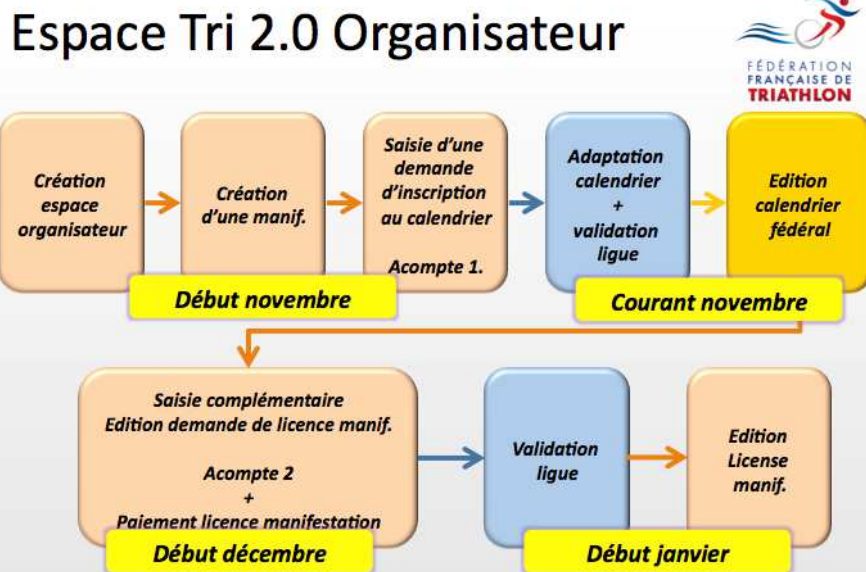 Espace Tri 2.0 Organisateur
FÉDÉRATION
FRANÇAISE DE
TRIATHLON
Création
espace
organisateur
Création
d'une manif.
Saisie d'une
demande
d'inscription
au calendrier
Acompte 1.
Adaptation
calendrier
+
validation
ligue
Edition
calendrier
fédéral
Début novembre
Courant novembre
Saisie complémentaire
Edition demande de licence manif.
Acompte 2
+
Paiement licence manifestation
Validation
ligue
Edition
License
manif.
Début décembre
Début janvier